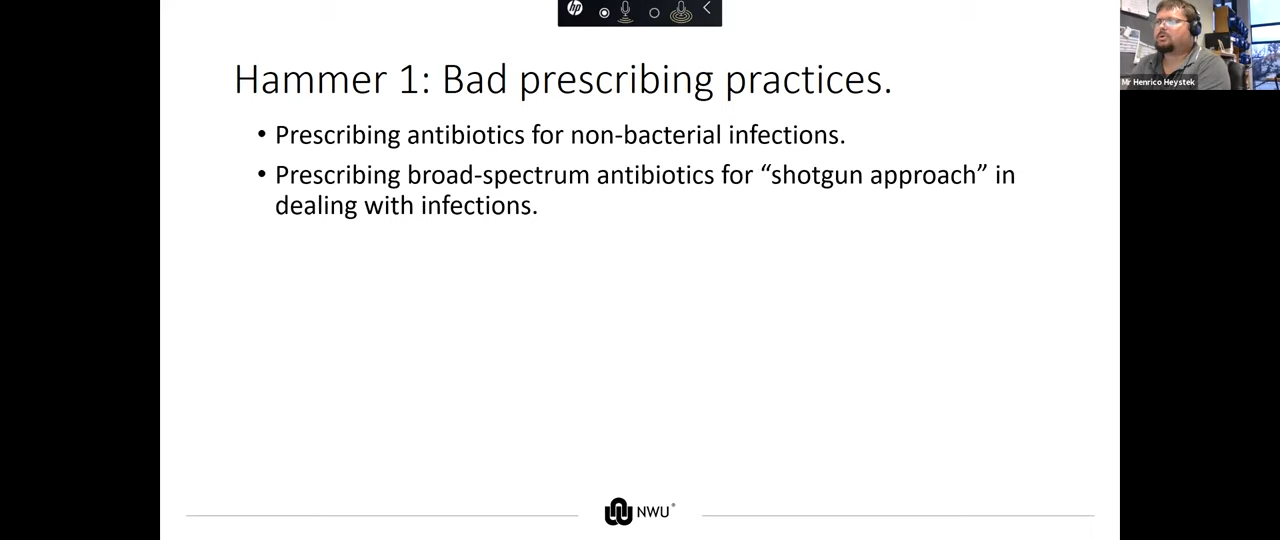 hp
Hammer 1: Bad prescribing practices.
Mr Henrico Heystek
• Prescribing antibiotics for non-bacterial infections.
• Prescribing broad-spectrum antibiotics for “shotgun approach” in
dealing with infections.
NWU®